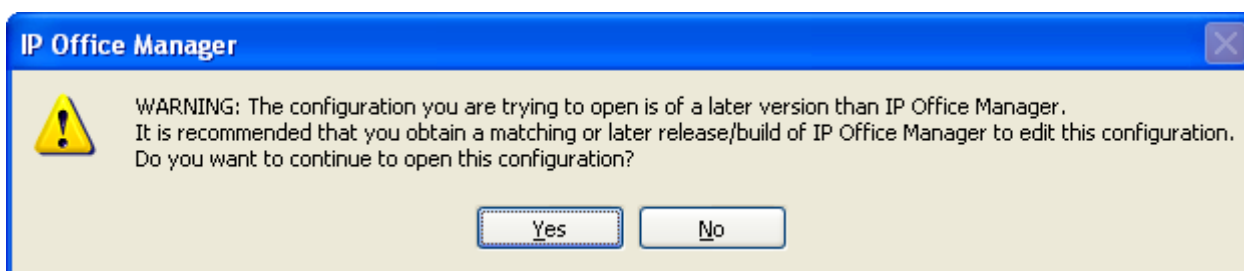 IP Office Manager
WARNING: The configuration you are trying to open is of a later version than IP Office Manager.
It is recommended that you obtain a matching or later release/build of IP Office Manager to edit this configuration.
Do you want to continue to open this configuration?
Yes No